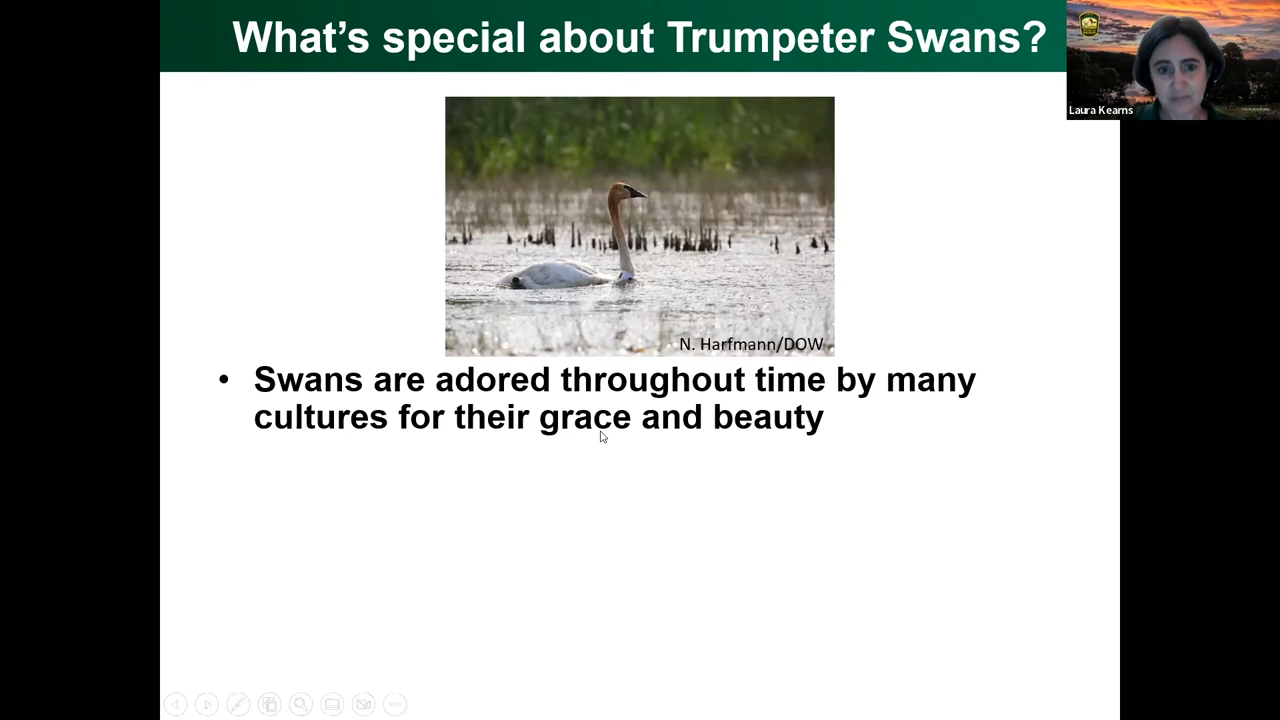 What's special about Trumpeter Swans?
Laura Kearns
N. Harfmann/DOW
• Swans are adored throughout time by many
cultures for their grace and beauty